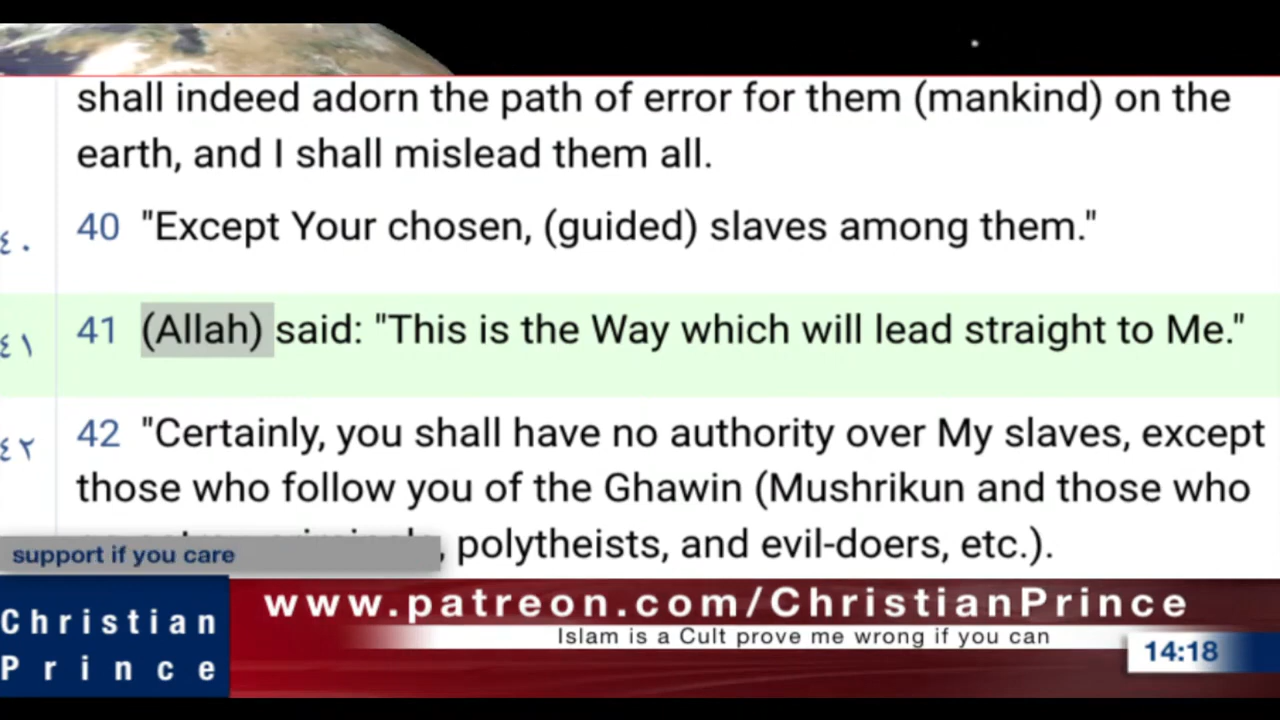 shall indeed adorn the path of error for them (mankind) on the
earth, and I shall mislead them all.
٤٠
40 "Except Your chosen, (guided) slaves among them."
٤١
41 (Allah) said: "This is the Way which will lead straight to Me."
٤٢
42 "Certainly, you shall have no authority over My slaves, except
those who follow you of the Ghawin (Mushrikun and those who
, polytheists, and evil-doers, etc.).
support if you care
Christian
Prince
www.patreon.com/ChristianPrince
Islam is a Cult prove me wrong if you can
14:18